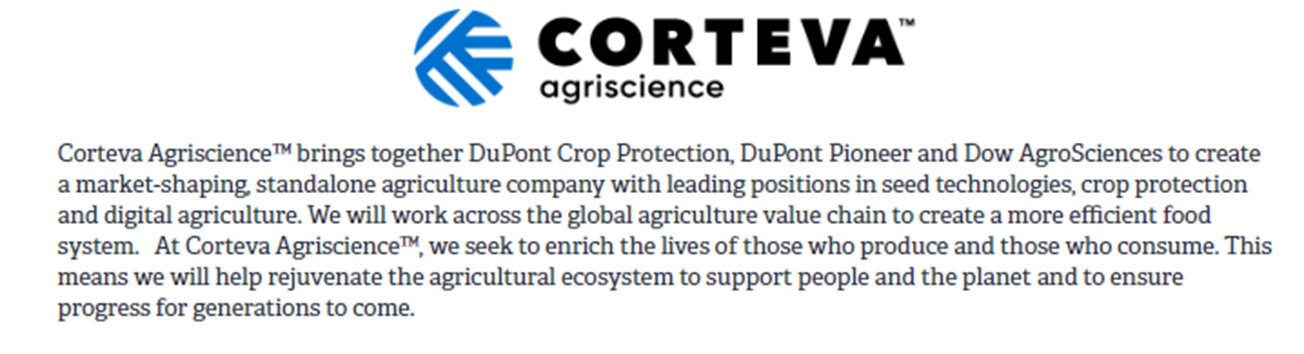 CORTEVA™
agriscience
Corteva Agriscience™ brings together DuPont Crop Protection, DuPont Pioneer and Dow AgroSciences to create
a market-shaping, standalone agriculture company with leading positions in seed technologies, crop protection
and digital agriculture. We will work across the global agriculture value chain to create a more efficient food
system.   At Corteva Agriscience™, we seek to enrich the lives of those who produce and those who consume. This
means we will help rejuvenate the agricultural ecosystem to support people and the planet and to ensure
progress for generations to come.